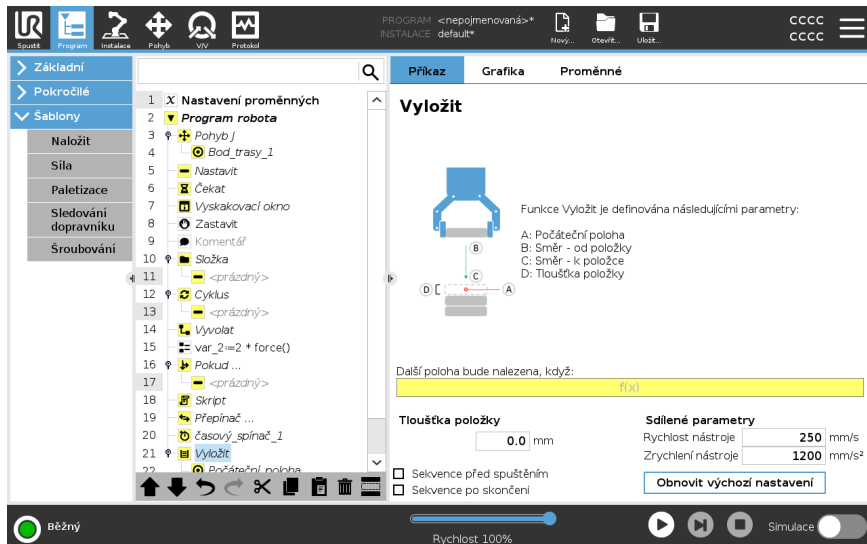 PROGRAM <nepojmenovaná>*
INSTALACE default*
Spustit Program Instalace Pohyb V/V Protokol Nový... Otevřít... Uložit...
CCCC
CCCC
Základní
Pokročilé
Šablony
Naložit
Síla
Paletizace
Sledování
dopravníku
Šroubování
1 X Nastavení proměnných
2 Program robota
3 Pohyb J
4 Bod_trasy_1
5 Nastavit
6 Čekat
7 Vyskakovací okno
8 Zastavit
9 Komentář
10 Složka
11 <prázdný>
12 Cyklus
13 <prázdný>
14 Vyvolat
15 var_2:=2 * force()
16 Pokud ...
17 <prázdný>
18 Skript
19 Přepínač ...
20 časový_spínač_1
21 Vyložit
22 Počáteční_poloha
Příkaz Grafika Proměnné
Vyložit
B
C
D
A
Funkce Vyložit je definována následujícími parametry:
A: Počáteční poloha
B: Směr - od položky
C: Směr - k položce
D: Tloušťka položky
Další poloha bude nalezena, když:
f(x)
Tloušťka položky
0.0 mm
Sekvence před spuštěním
Sekvence po skončení
Sdílené parametry
Rychlost nástroje 250 mm/s
Zrychlení nástroje 1200 mm/s²
Obnovit výchozí nastavení
Běžný
Rychlost 100%
Simulace